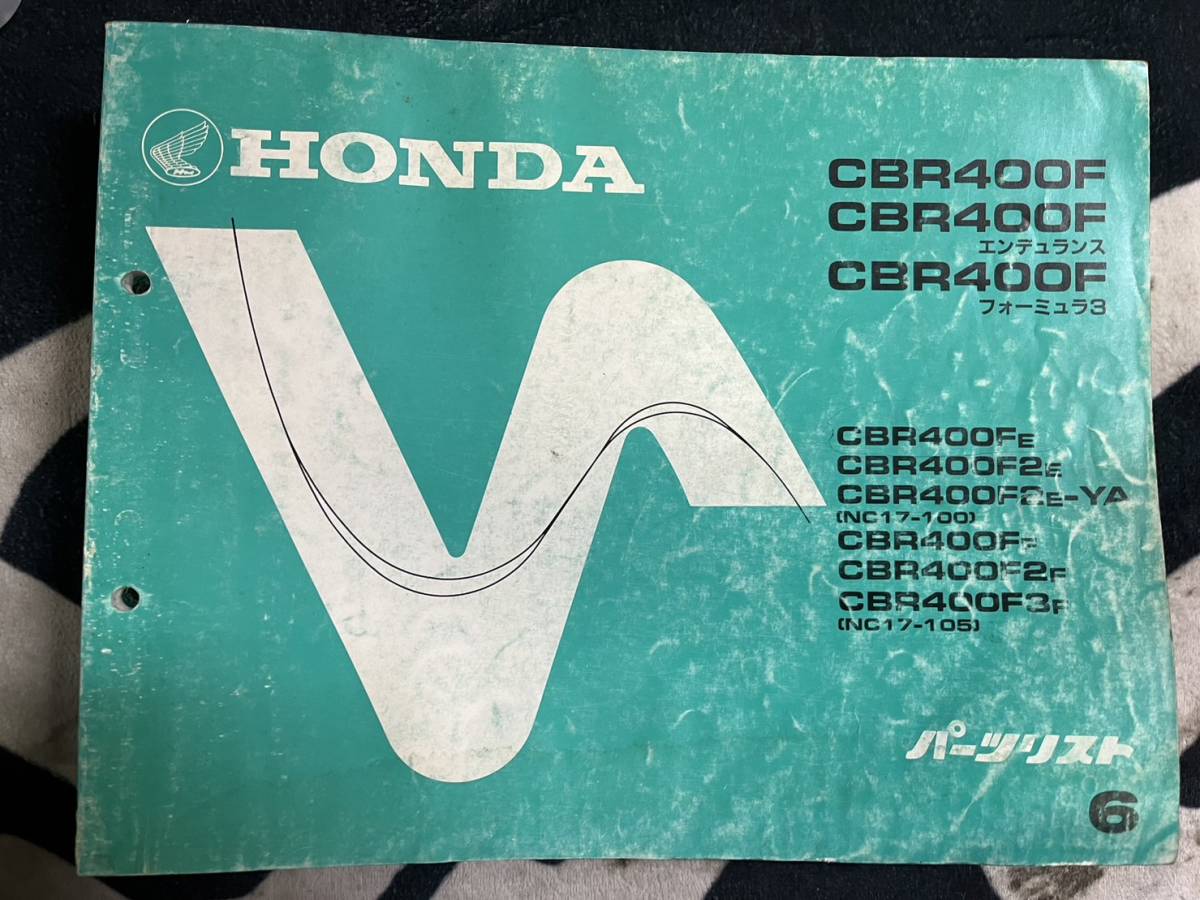 HONDA
CBR400F
CBR400F
エンデュランス
CBR400F
フォーミュラ3
CBR400FE
CBR400F2E
CBR400F2E-YA
(NC17-100)
CBR400FF
CBR400F2F
CBR400F3F
(NC17-105)
パーツリスト
6